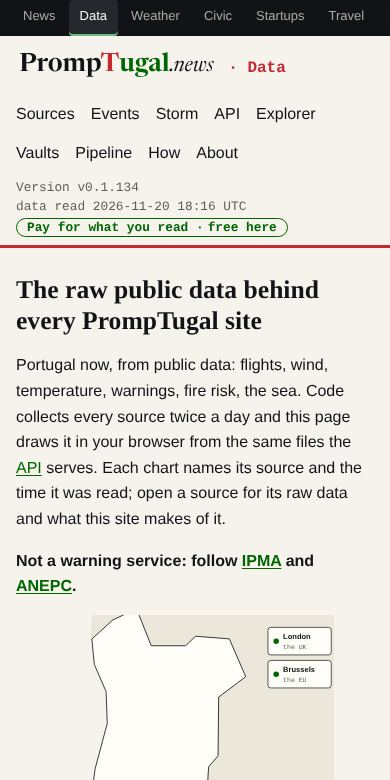 News Data Weather Civic Startups Travel
PrompTugal.news · Data
Sources Events Storm API Explorer
Vaults Pipeline How About
Version v0.1.134
data read 2026-11-20 18:16 UTC
Pay for what you read · free here
The raw public data behind
every PrompTugal site
Portugal now, from public data: flights, wind,
temperature, warnings, fire risk, the sea. Code
collects every source twice a day and this page
draws it in your browser from the same files the
API serves. Each chart names its source and the
time it was read; open a source for its raw data
and what this site makes of it.
Not a warning service: follow IPMA and
ANEPC.
London
the UK
Brussels
the EU